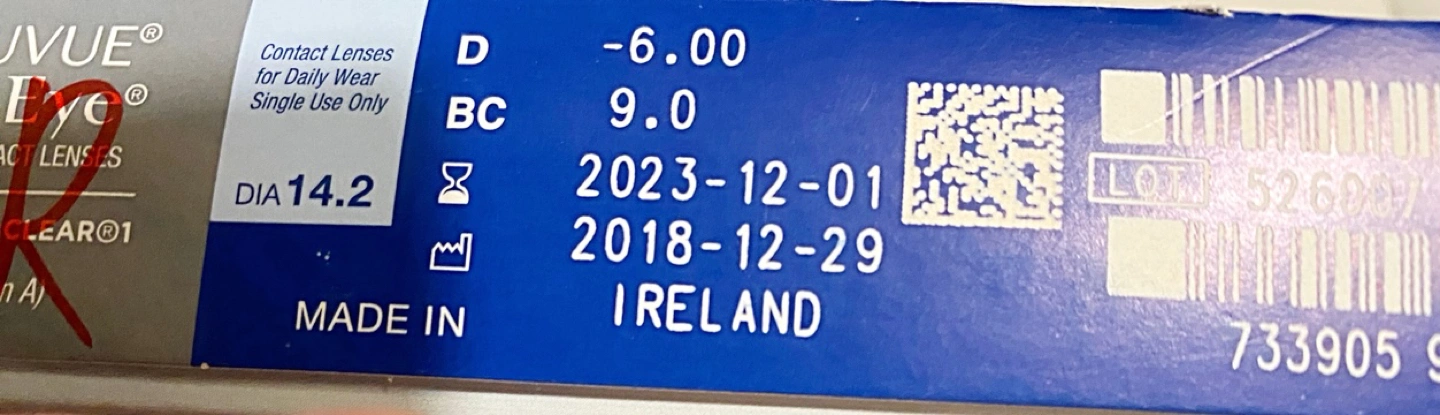 UVUE®
Eye®
R
ACT LENSES
CLEAR®1
n A)
Contact Lenses
for Daily Wear
Single Use Only
DIA 14.2
D -6.00
BC 9.0
2023-12-01
2018-12-29
MADE IN IRELAND
LOT
733905 9